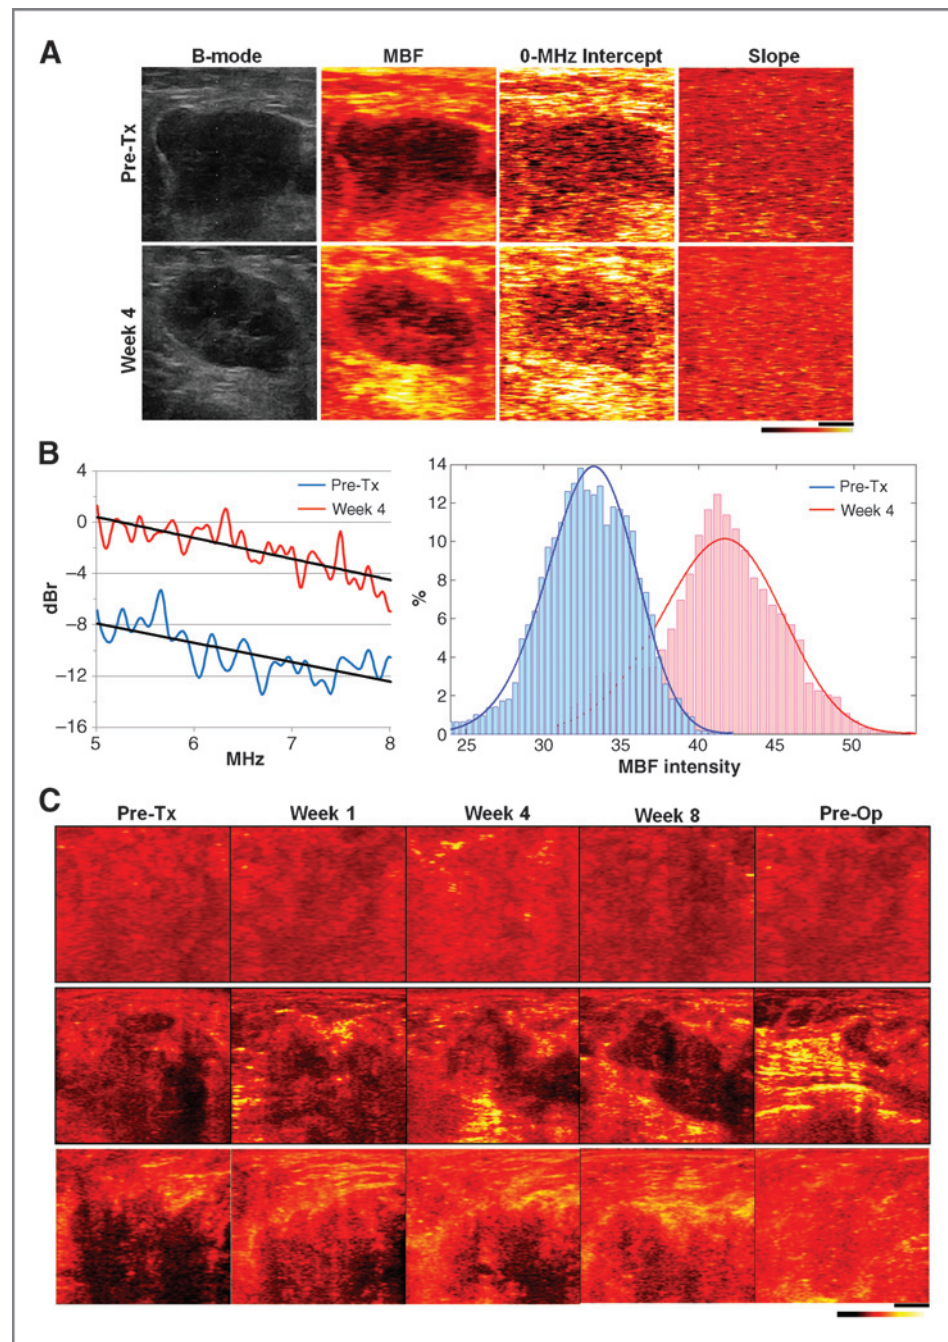 A
B-mode MBF 0-MHz Intercept Slope
Pre-Tx
Week 4
B
4
0
−4
−8
−12
−16
dBr
Pre-Tx
Week 4
5 6 7 8
MHz
14
12
10
8
6
4
2
0
%
Pre-Tx
Week 4
25 30 35 40 45 50
MBF intensity
C
Pre-Tx Week 1 Week 4 Week 8 Pre-Op